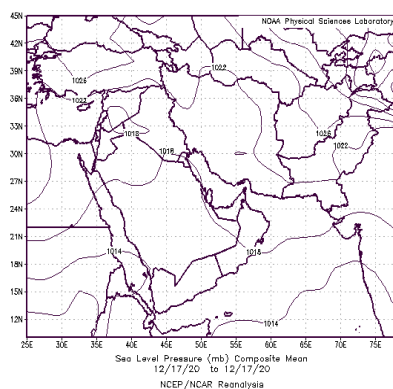 NOAA Physical Sciences Laboratory
45N
42N
39N
36N
33N
30N
27N
24N
21N
18N
15N
12N
1022
1026
1022
1018
1018
1026
1022
1014
1018
1014
25E 30E 35E 40E 45E 50E 55E 60E 65E 70E 75E
Sea Level Pressure (mb) Composite Mean
12/17/20 to 12/17/20
NCEP/NCAR Reanalysis